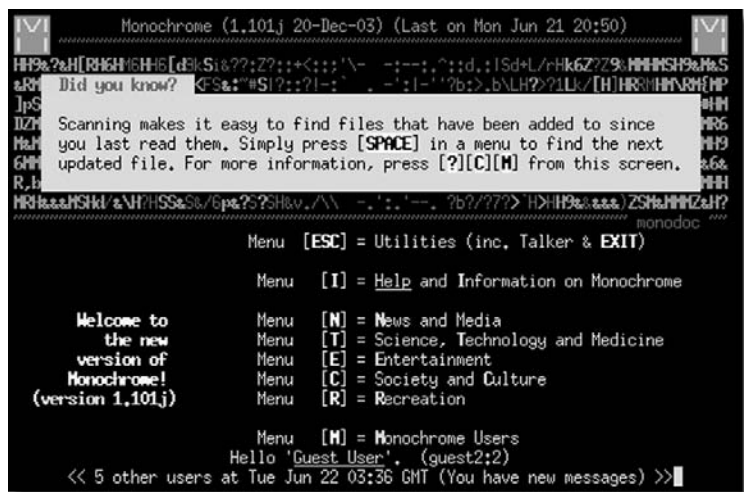 Monochrome (1.101j 20-Dec-03) (Last on Mon Jun 21 20:50)
Did you know?
Scanning makes it easy to find files that have been added to since
you last read them. Simply press [SPACE] in a menu to find the next
updated file. For more information, press [?][C][M] from this screen.
monodoc
Menu [ESC] = Utilities (inc. Talker & EXIT)
Menu [I] = Help and Information on Monochrome
Welcome to Menu [N] = News and Media
the new Menu [T] = Science, Technology and Medicine
version of Menu [E] = Entertainment
Monochrome! Menu [C] = Society and Culture
(version 1.101j) Menu [R] = Recreation
Menu [M] = Monochrome Users
Hello 'Guest User'. (guest2;2)
<< 5 other users at Tue Jun 22 03:36 GMT (You have new messages) >>